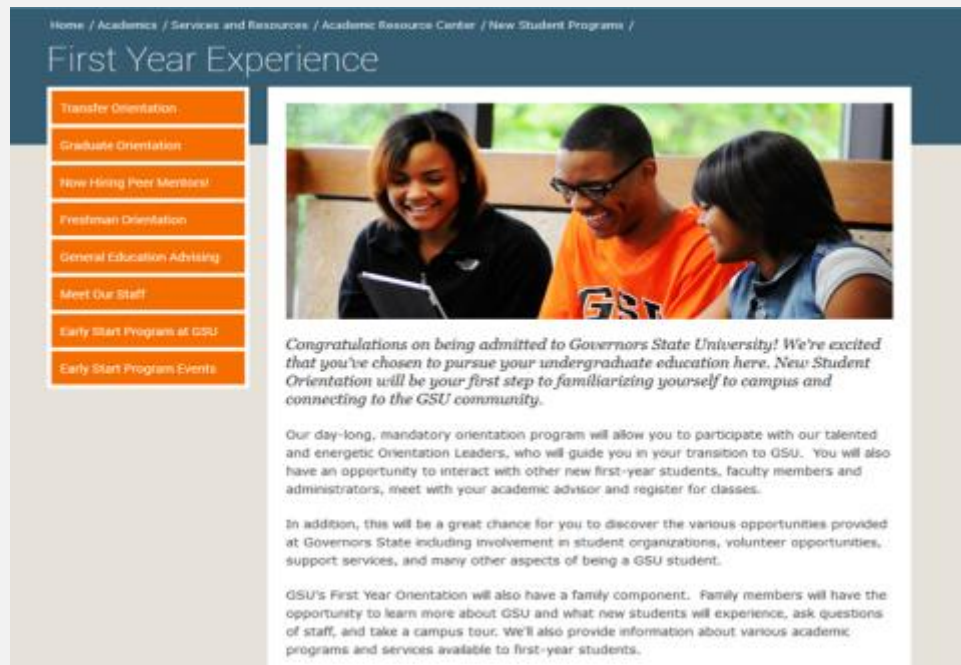 Home / Academics / Services and Resources / Academic Resource Center / New Student Programs /
First Year Experience
Transfer Orientation
Graduate Orientation
Now Hiring Peer Mentors!
Freshman Orientation
General Education Advising
Meet Our Staff
Early Start Program at GSU
Early Start Program Events
GSU
Congratulations on being admitted to Governors State University! We're excited
that you've chosen to pursue your undergraduate education here. New Student
Orientation will be your first step to familiarizing yourself to campus and
connecting to the GSU community.
Our day-long, mandatory orientation program will allow you to participate with our talented
and energetic Orientation Leaders, who will guide you in your transition to GSU. You will also
have an opportunity to interact with other new first-year students, faculty members and
administrators, meet with your academic advisor and register for classes.
In addition, this will be a great chance for you to discover the various opportunities provided
at Governors State including involvement in student organizations, volunteer opportunities,
support services, and many other aspects of being a GSU student.
GSU's First Year Orientation will also have a family component. Family members will have the
opportunity to learn more about GSU and what new students will experience, ask questions
of staff, and take a campus tour. We'll also provide information about various academic
programs and services available to first-year students.